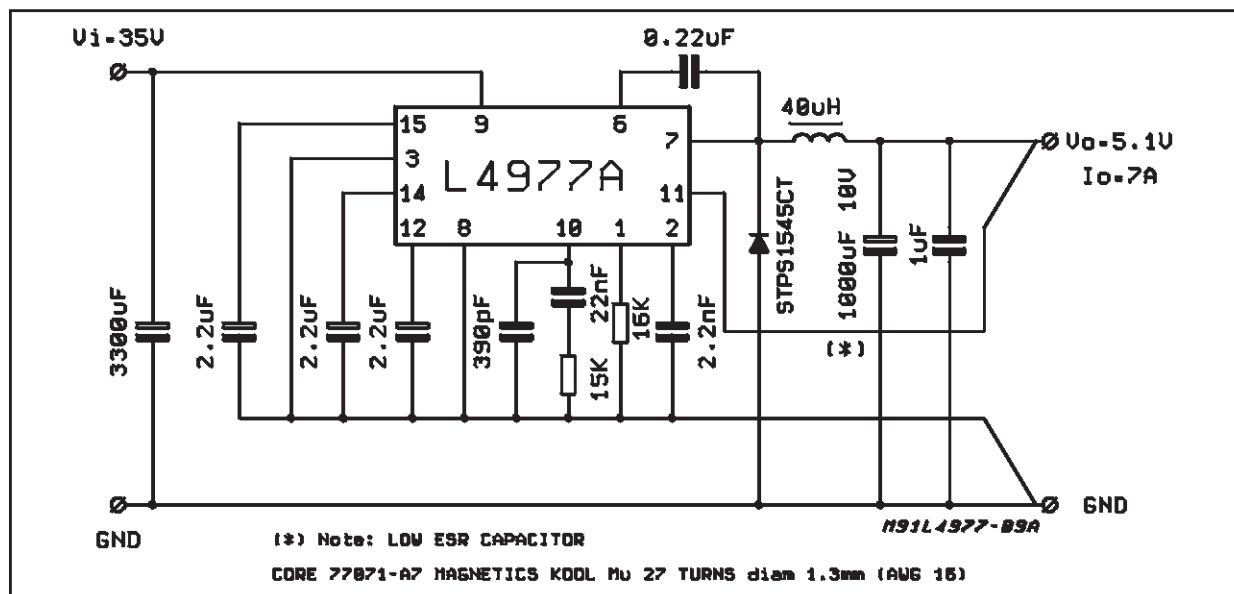 Vi=35V
0.22uF
15
9
6
3
7
40uH
Vo=5.1V
Io=7A
L4977A
14
11
12
8
10
1
2
3300uF
2.2uF
2.2uF
2.2uF
390pF
22nF
15K
16K
2.2nF
STPS1545CT
1000uF 10V
1uF
(*)
GND
GND
M91L4977-09A
(*) Note: LOW ESR CAPACITOR
CORE 77071-A7 MAGNETICS KOOL Mu 27 TURNS diam 1.3mm (AWG 16)